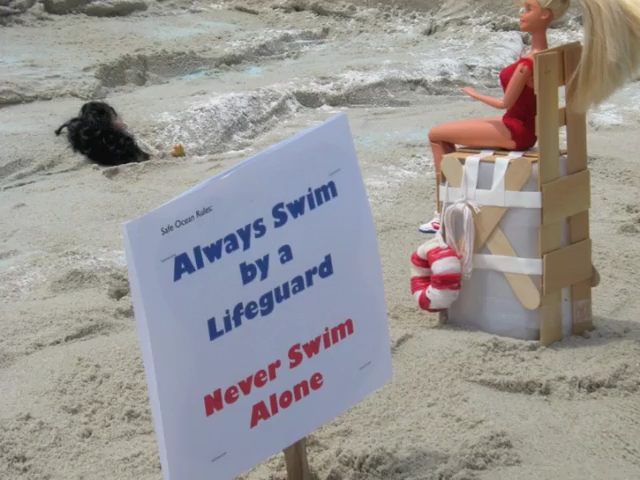 Safe Ocean Rules:
Always Swim
by a
Lifeguard
Never Swim
Alone